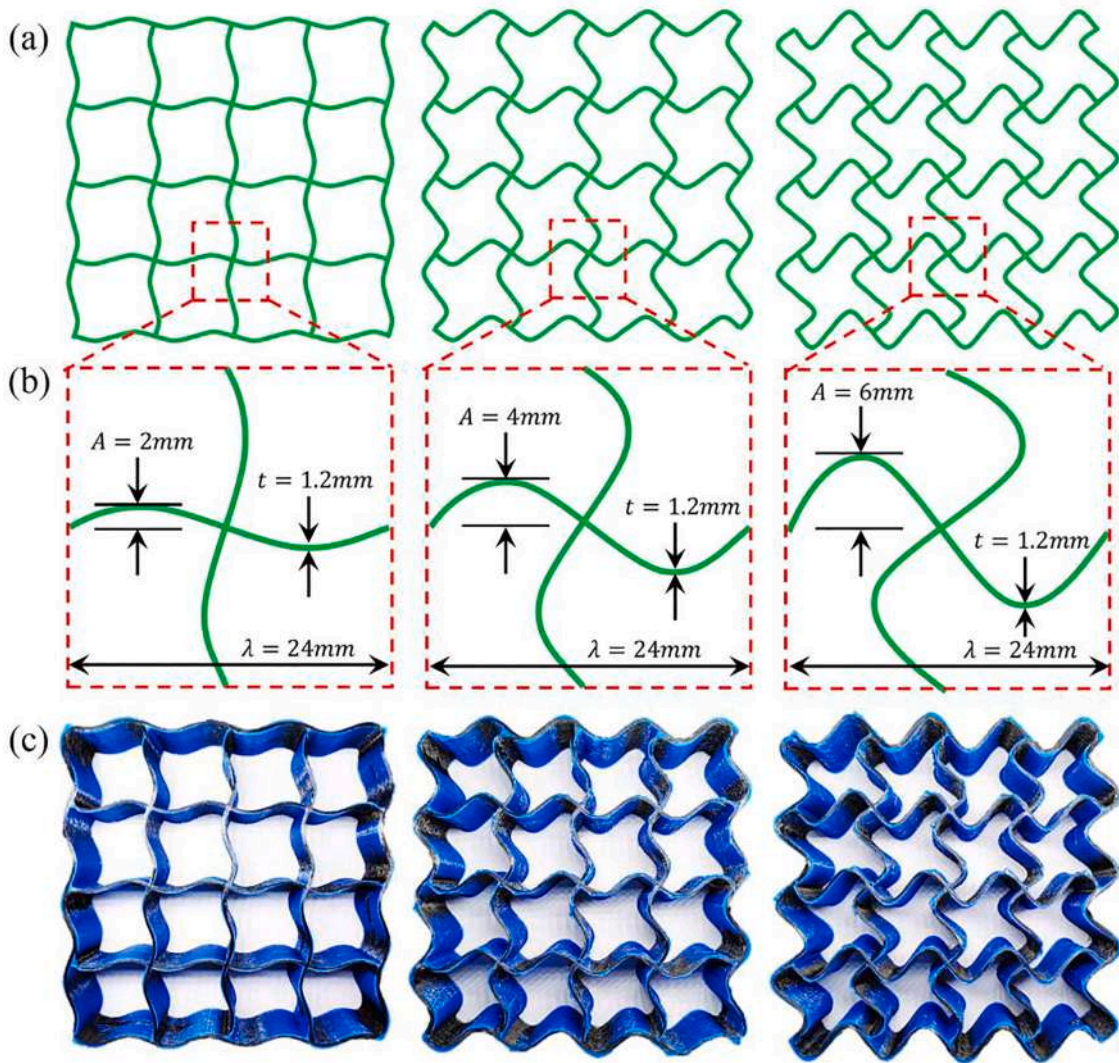 (a)
(b)
A = 2mm
t = 1.2mm
λ = 24mm
A = 4mm
t = 1.2mm
λ = 24mm
A = 6mm
t = 1.2mm
λ = 24mm
(c)